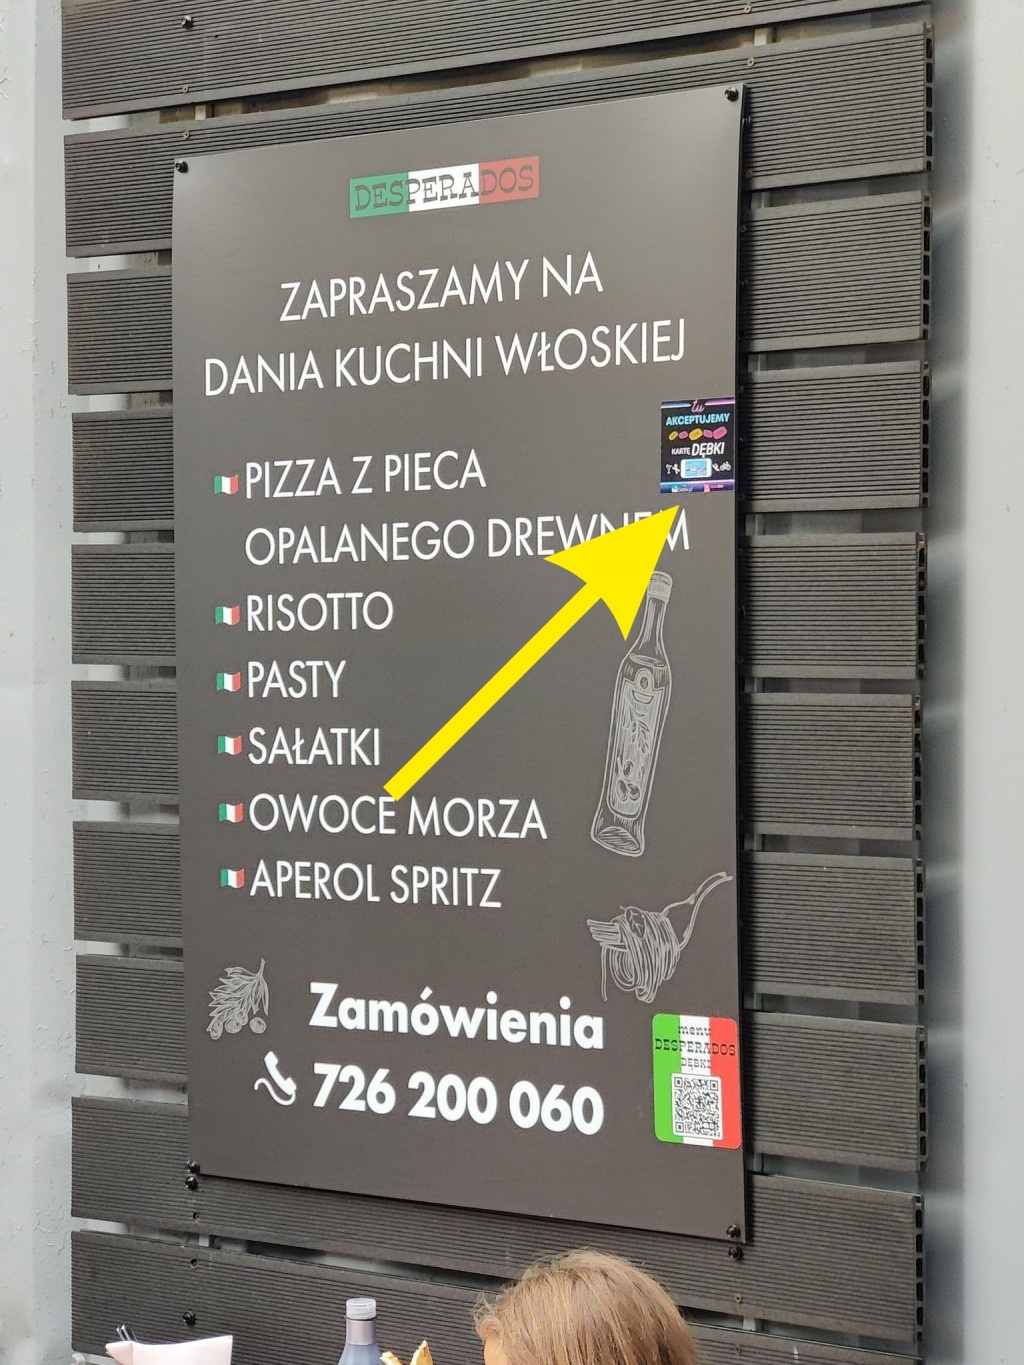 DESPERADOS
ZAPRASZAMY NA
DANIA KUCHNI WŁOSKIEJ
tu
AKCEPTUJEMY
KARTĘ DĘBKI
PIZZA Z PIECA
OPALANEGO DREWNEM
RISOTTO
PASTY
SAŁATKI
OWOCE MORZA
APEROL SPRITZ
Zamówienia
726 200 060
menu
DESPERADOS
DĘBKI